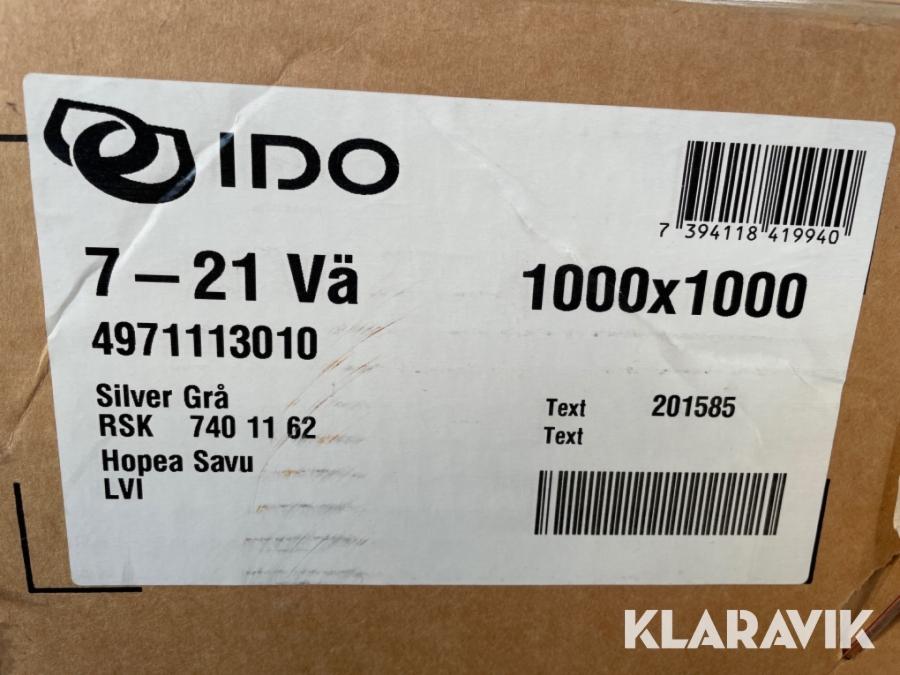 IDO
7 394118 419940
7 – 21 Vä
1000x1000
4971113010
Silver Grå
RSK 740 11 62
Text 201585
Text
Hopea Savu
LVI
KLARAVIK